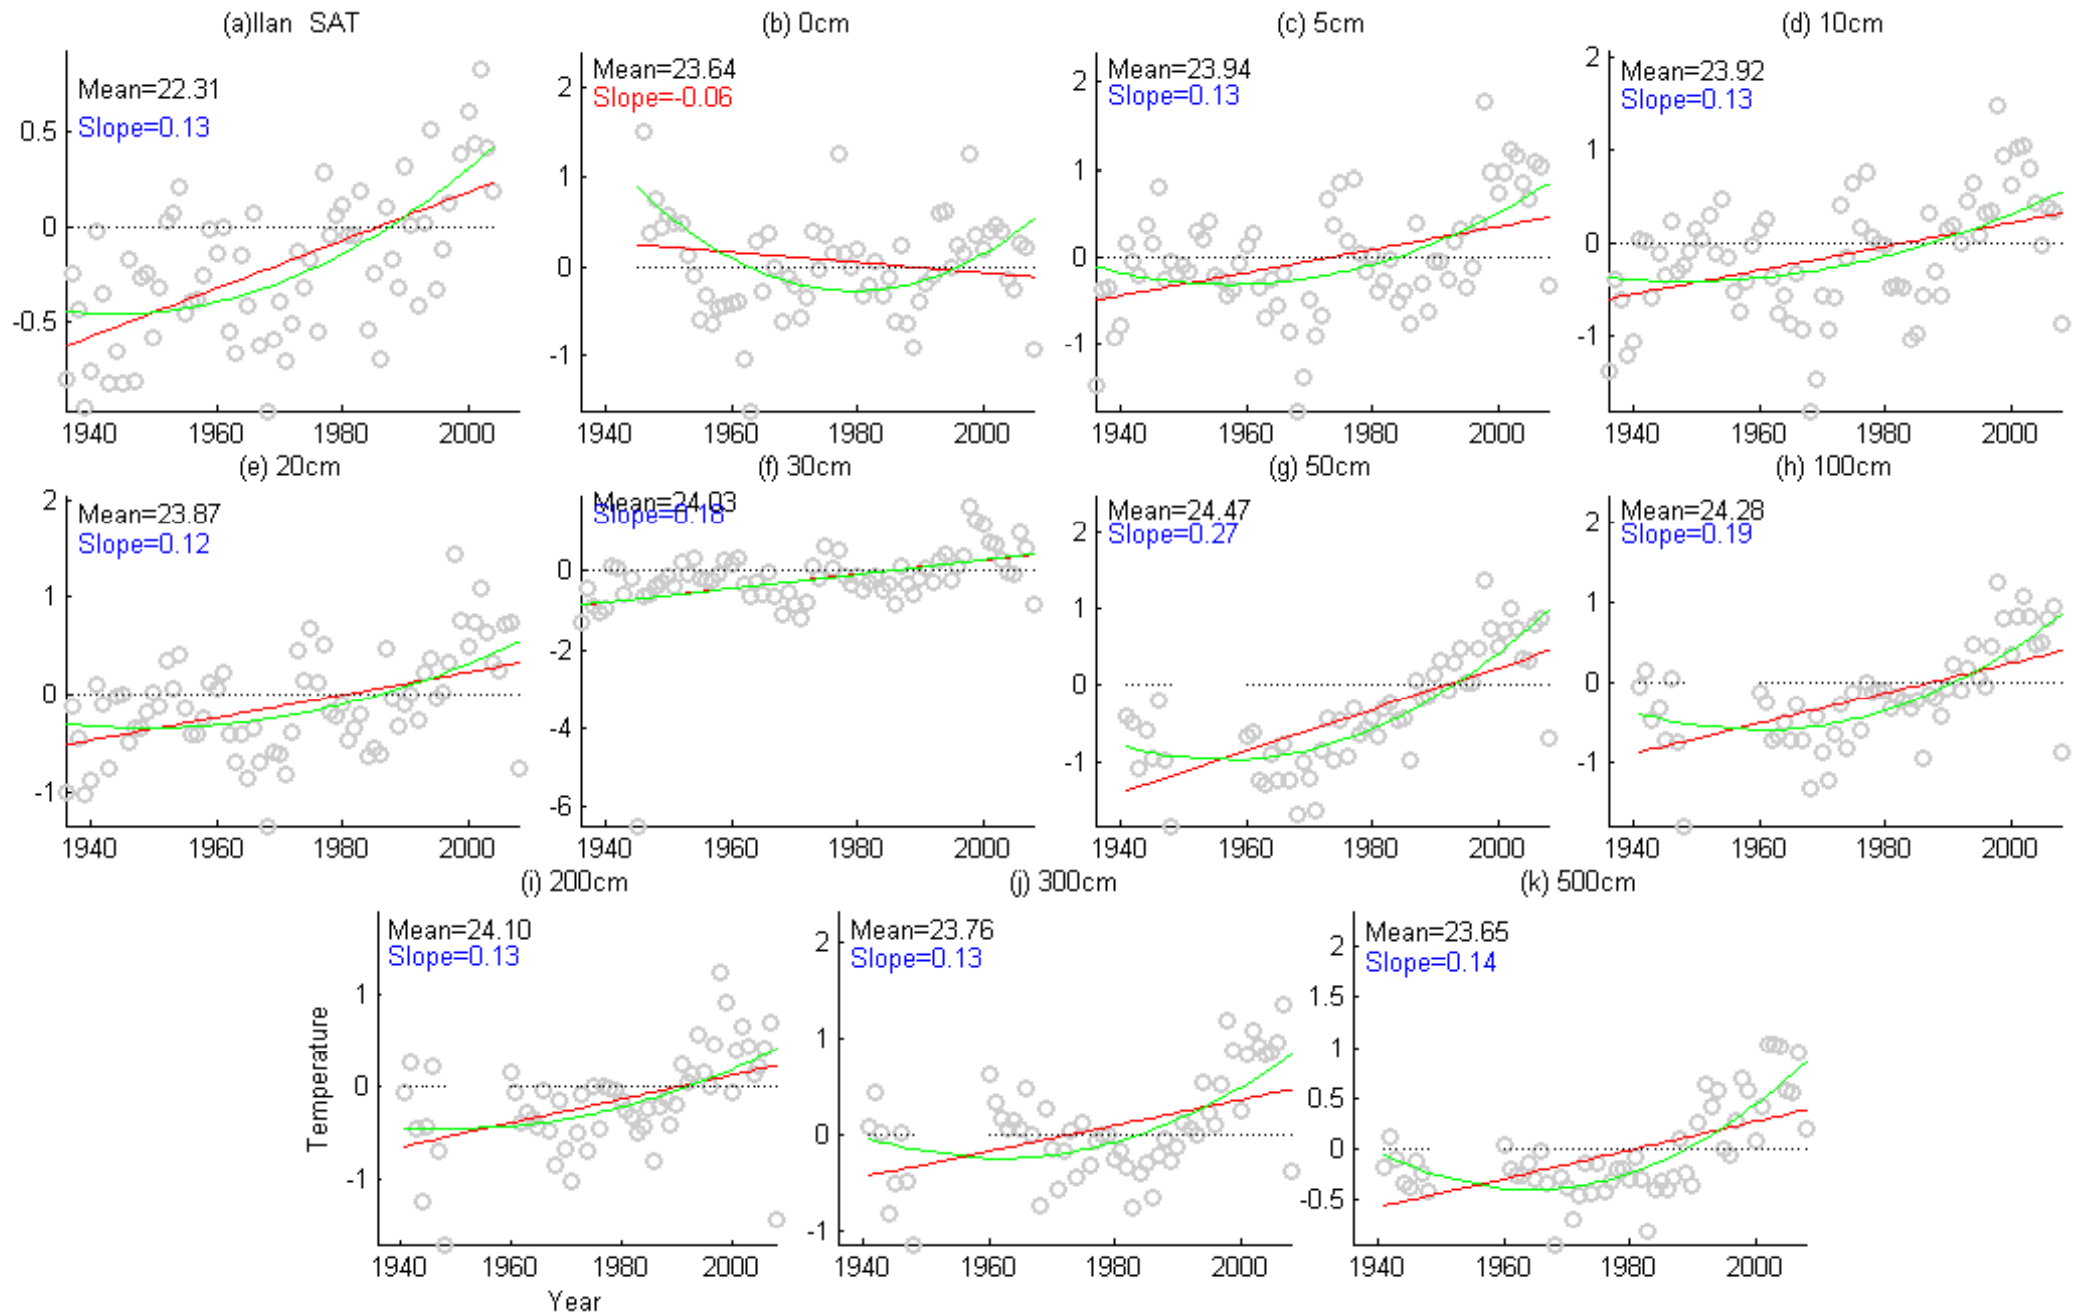 (a)Ilan SAT
Mean=22.31
Slope=0.13
0.5
0
-0.5
1940 1960 1980 2000
(b) 0cm
Mean=23.64
Slope=-0.06
2
1
0
-1
1940 1960 1980 2000
(c) 5cm
Mean=23.94
Slope=0.13
2
1
0
-1
1940 1960 1980 2000
(d) 10cm
Mean=23.92
Slope=0.13
2
1
0
-1
1940 1960 1980 2000
(e) 20cm
Mean=23.87
Slope=0.12
2
1
0
-1
1940 1960 1980 2000
(f) 30cm
Mean=24.03
Slope=0.18
0
-2
-4
-6
1940 1960 1980 2000
(g) 50cm
Mean=24.47
Slope=0.27
2
1
0
-1
1940 1960 1980 2000
(h) 100cm
Mean=24.28
Slope=0.19
2
1
0
-1
1940 1960 1980 2000
(i) 200cm
Mean=24.10
Slope=0.13
1
0
-1
1940 1960 1980 2000
Temperature
Year
(j) 300cm
Mean=23.76
Slope=0.13
2
1
0
-1
1940 1960 1980 2000
(k) 500cm
Mean=23.65
Slope=0.14
2
1.5
1
0.5
0
-0.5
1940 1960 1980 2000